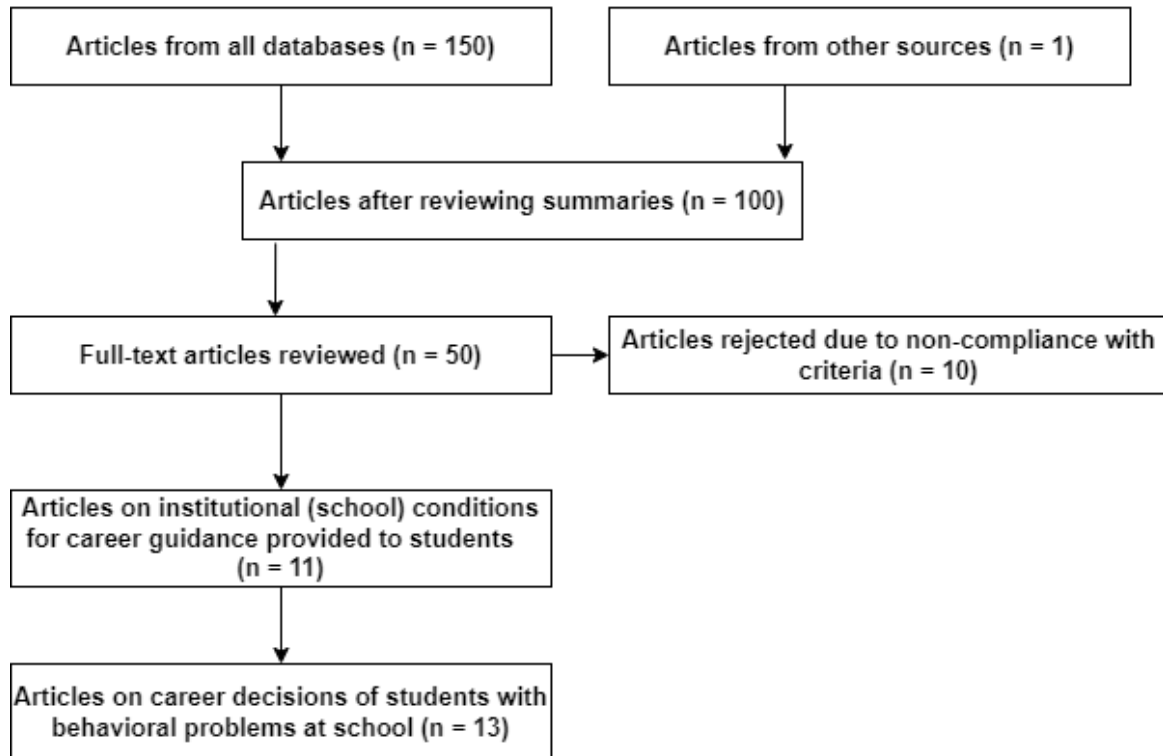 Articles from all databases (n = 150)
Articles from other sources (n = 1)
Articles after reviewing summaries (n = 100)
Full-text articles reviewed (n = 50)
Articles rejected due to non-compliance with
criteria (n = 10)
Articles on institutional (school) conditions
for career guidance provided to students
(n = 11)
Articles on career decisions of students with
behavioral problems at school (n = 13)